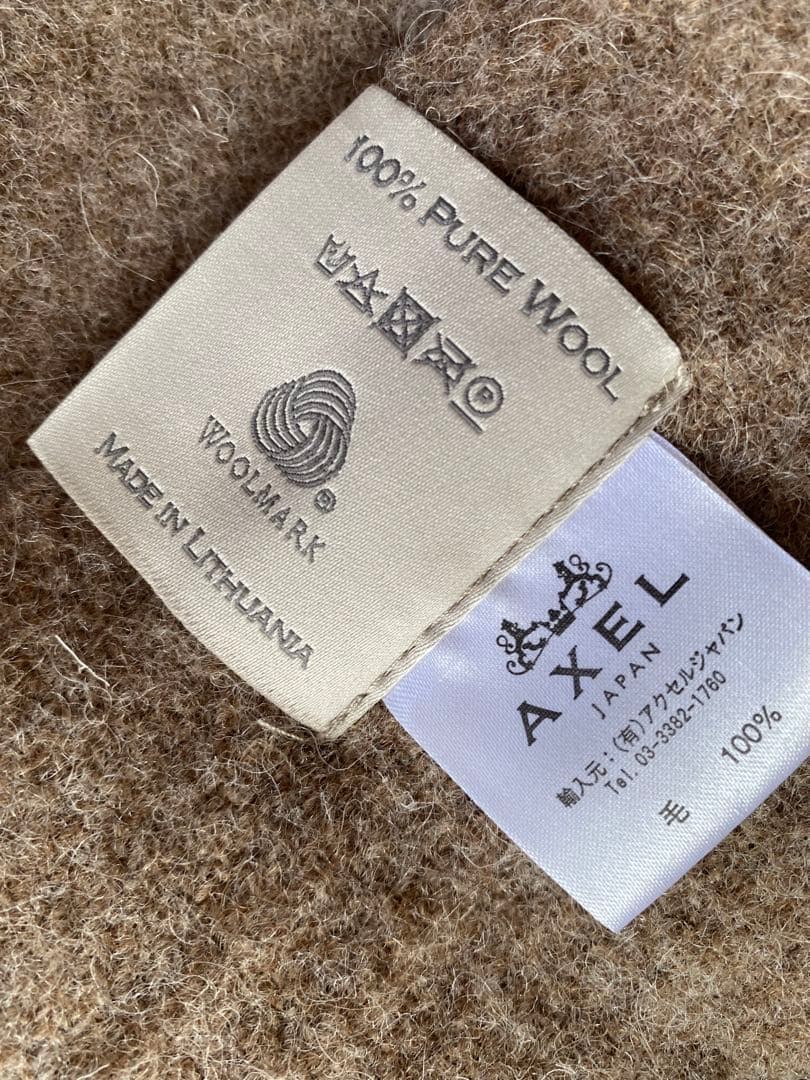 100% PURE WOOL
WOOLMARK
MADE IN LITHUANIA
AXEL
JAPAN
輸入元：(有)アクセルジャパン
Tel. 03-3382-1760
毛 100%